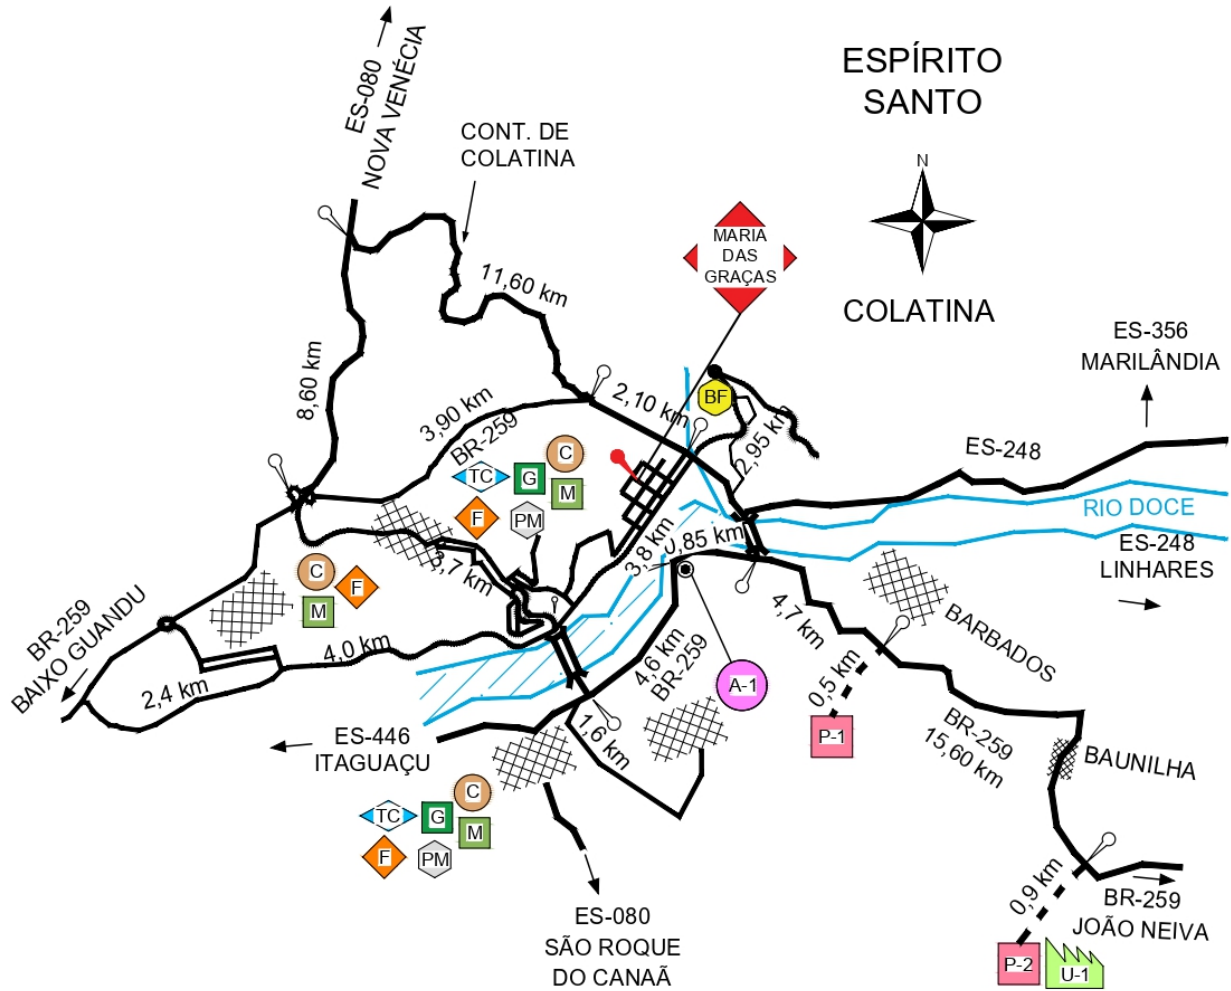 ESPÍRITO
SANTO
N
COLATINA
ES-080
NOVA VENÉCIA
CONT. DE
COLATINA
MARIA
DAS
GRAÇAS
11,60 km
ES-356
MARILÂNDIA
8,60 km
3,90 km
BR-259
2,10 km
BF
2,95 km
ES-248
RIO DOCE
ES-248
LINHARES
C
TC
G
M
F
PM
3,8 km
0,85 km
3,7 km
C
F
M
BR-259
BAIXO GUANDU
4,0 km
2,4 km
4,6 km
BR-259
A-1
4,7 km
BARBADOS
0,5 km
P-1
BR-259
15,60 km
BAUNILHA
ES-446
ITAGUAÇU
1,6 km
C
TC
G
M
F
PM
0,9 km
BR-259
JOÃO NEIVA
P-2
U-1
ES-080
SÃO ROQUE
DO CANAÃ